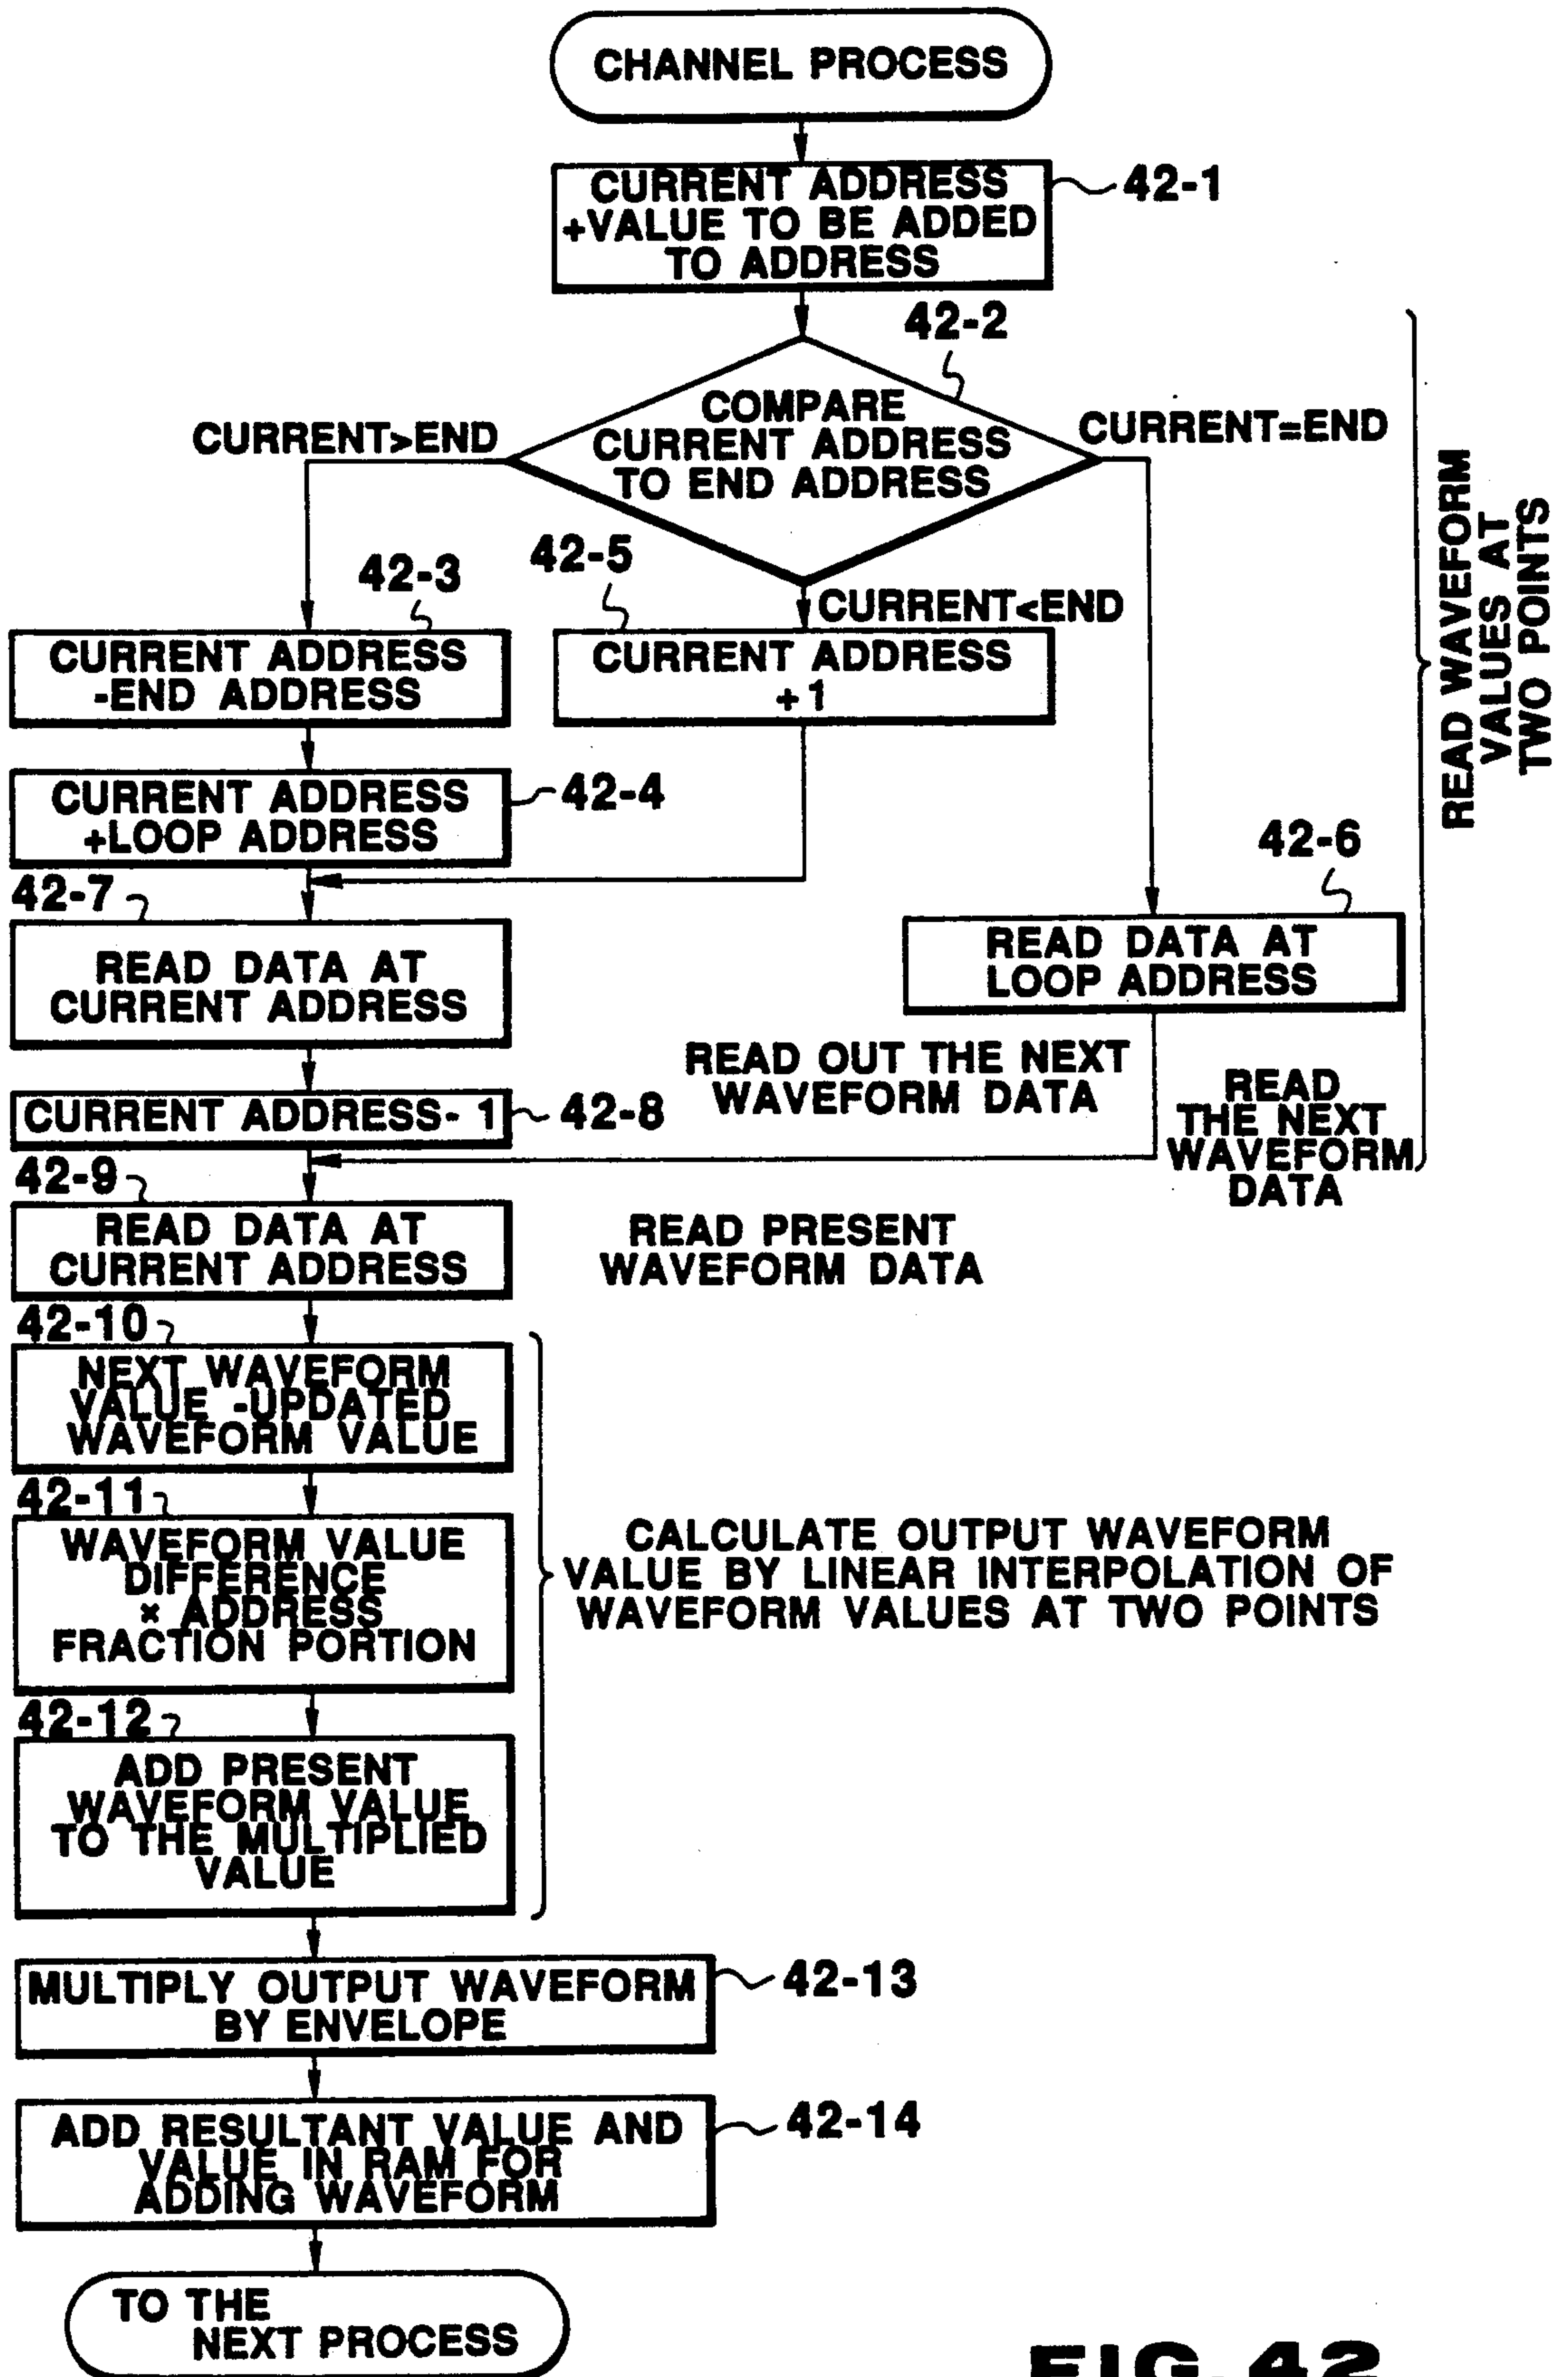 CHANNEL PROCESS
CURRENT ADDRESS
+VALUE TO BE ADDED
TO ADDRESS
42-1
42-2
COMPARE
CURRENT ADDRESS
TO END ADDRESS
CURRENT>END
CURRENT=END
CURRENT<END
42-3
CURRENT ADDRESS
-END ADDRESS
42-5
CURRENT ADDRESS
+1
CURRENT ADDRESS
+LOOP ADDRESS
42-4
READ WAVEFORM
VALUES AT
TWO POINTS
42-6
READ DATA AT
LOOP ADDRESS
42-7
READ DATA AT
CURRENT ADDRESS
READ OUT THE NEXT
WAVEFORM DATA
READ
THE NEXT
WAVEFORM
DATA
CURRENT ADDRESS- 1
42-8
42-9
READ DATA AT
CURRENT ADDRESS
READ PRESENT
WAVEFORM DATA
42-10
NEXT WAVEFORM
VALUE -UPDATED
WAVEFORM VALUE
42-11
WAVEFORM VALUE
DIFFERENCE
× ADDRESS
FRACTION PORTION
CALCULATE OUTPUT WAVEFORM
VALUE BY LINEAR INTERPOLATION OF
WAVEFORM VALUES AT TWO POINTS
42-12
ADD PRESENT
WAVEFORM VALUE
TO THE MULTIPLIED
VALUE
MULTIPLY OUTPUT WAVEFORM
BY ENVELOPE
42-13
ADD RESULTANT VALUE AND
VALUE IN RAM FOR
ADDING WAVEFORM
42-14
TO THE
NEXT PROCESS
FIG.42